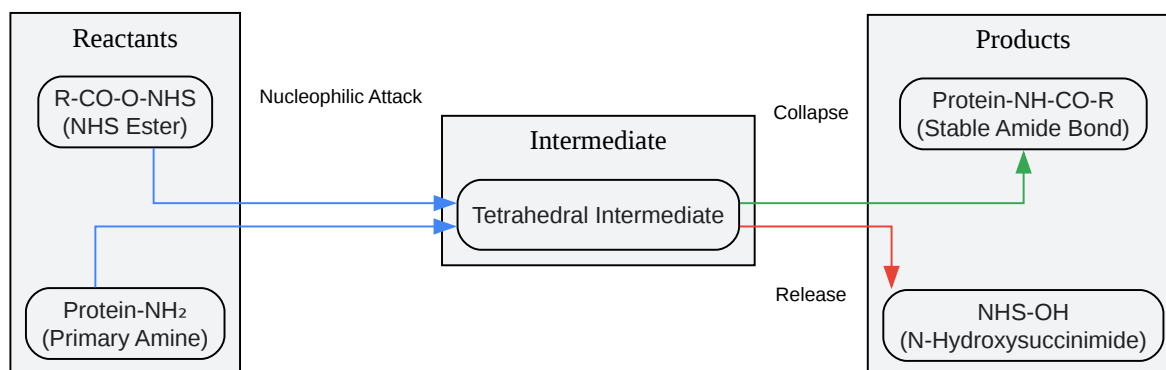 Reactants
R-CO-O-NHS
(NHS Ester)
Protein-NH₂
(Primary Amine)
Nucleophilic Attack
Intermediate
Tetrahedral Intermediate
Collapse
Release
Products
Protein-NH-CO-R
(Stable Amide Bond)
NHS-OH
(N-Hydroxysuccinimide)